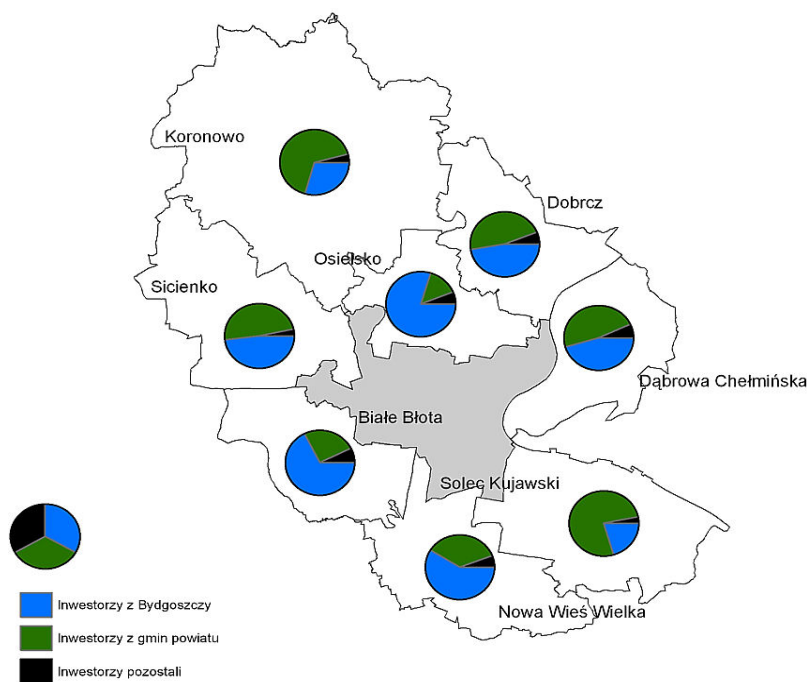 Koronowo
Dobrcz
Osielsko
Sicienko
Dąbrowa Chełmińska
Białe Błota
Solec Kujawski
Nowa Wieś Wielka
Inwestorzy z Bydgoszczy
Inwestorzy z gmin powiatu
Inwestorzy pozostali